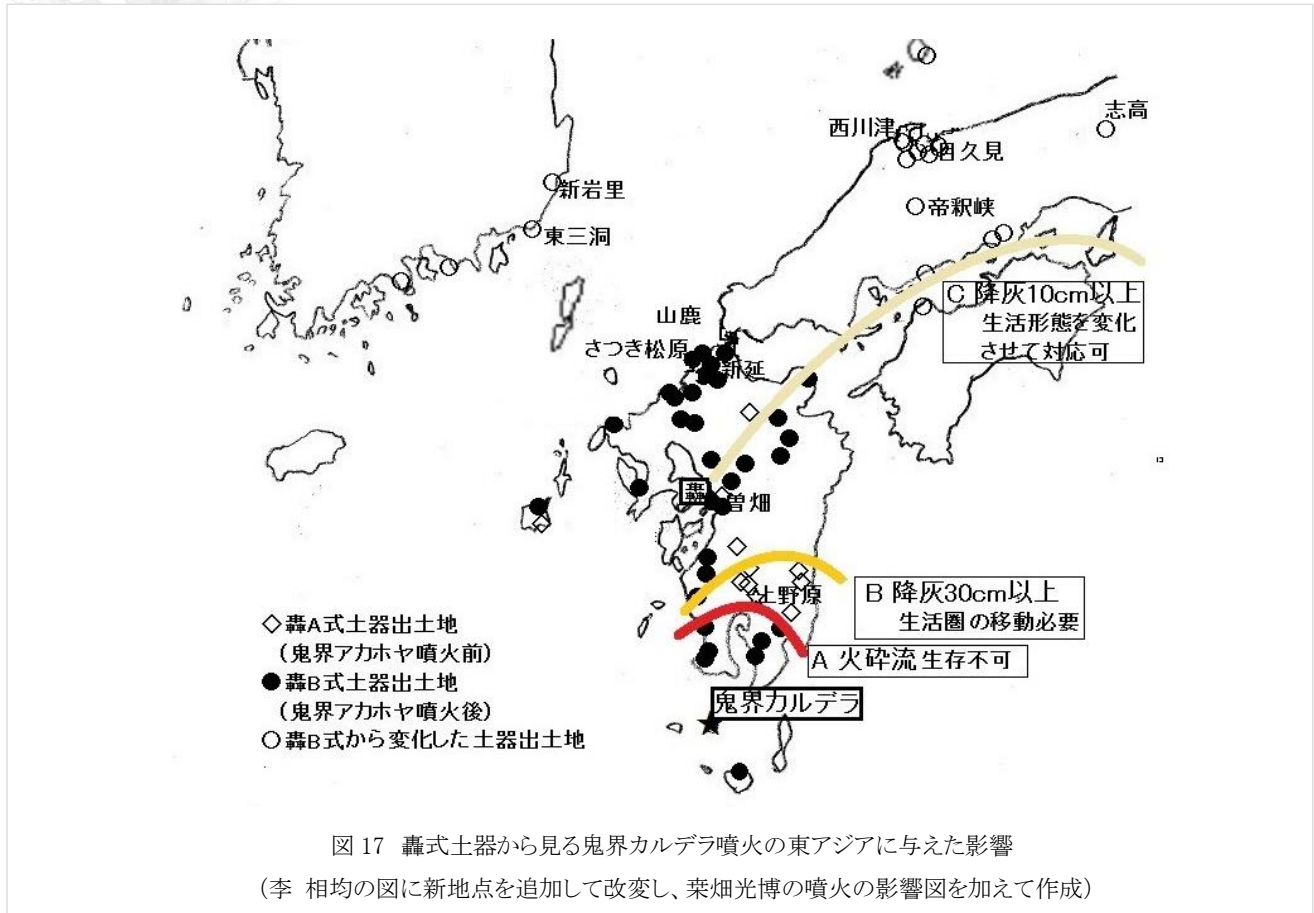 志高
西川津
目久見
新岩里
帝釈峡
東三洞
C 降灰10cm以上
生活形態を変化
させて対応可
山鹿
さつき松原
新延
轟
曽畑
上野原
B 降灰30cm以上
生活圏の移動必要
A 火砕流 生存不可
◇轟A式土器出土地
(鬼界アカホヤ噴火前)
●轟B式土器出土地
(鬼界アカホヤ噴火後)
○轟B式から変化した土器出土地
鬼界カルデラ
図 17 轟式土器から見る鬼界カルデラ噴火の東アジアに与えた影響
(李 相均の図に新地点を追加して改変し、桒畑光博の噴火の影響図を加えて作成)